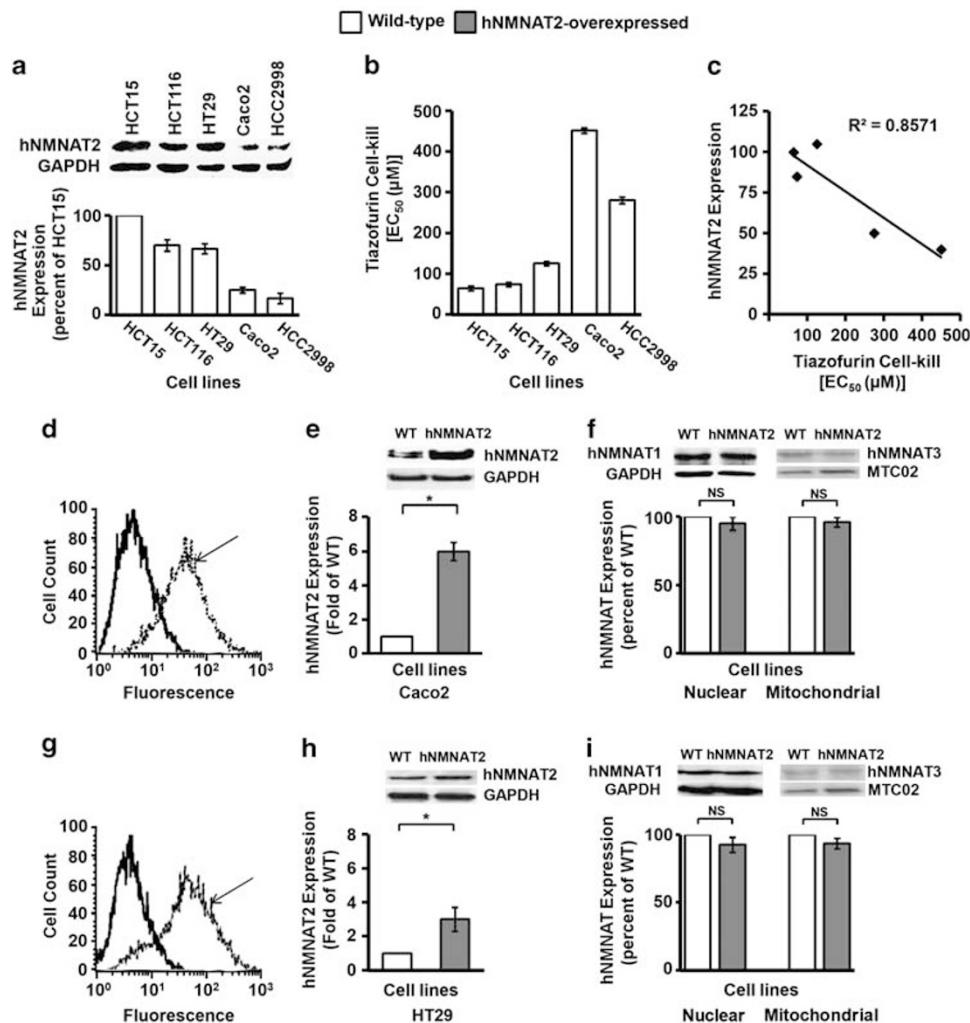 Wild-type hNMNAT2-overexpressed
a
HCT15 HCT116 HT29 Caco2 HCC2998
hNMNAT2
GAPDH
hNMNAT2
Expression
(percent of HCT15)
100
50
0
HCT15 HCT116 HT29 Caco2 HCC2998
Cell lines
b
Tiazofurin Cell-kill
[EC50 (µM)]
500
400
300
200
100
0
HCT15 HCT116 HT29 Caco2 HCC2998
Cell lines
c
hNMNAT2 Expression
125
100
75
50
25
0
R² = 0.8571
0 100 200 300 400 500
Tiazofurin Cell-kill
[EC50 (µM)]
d
Cell Count
100
80
60
40
20
0
10⁰ 10¹ 10² 10³
Fluorescence
e
WT hNMNAT2
hNMNAT2
GAPDH
*
hNMNAT2 Expression
(Fold of WT)
8
6
4
2
0
Cell lines
Caco2
f
WT hNMNAT2 WT hNMNAT2
hNMNAT1 hNMNAT3
GAPDH MTC02
NS NS
hNMNAT Expression
(percent of WT)
100
50
0
Cell lines
Nuclear Mitochondrial
g
Cell Count
100
80
60
40
20
0
10⁰ 10¹ 10² 10³
Fluorescence
h
WT hNMNAT2
hNMNAT2
GAPDH
*
hNMNAT2 Expression
(Fold of WT)
8
6
4
2
0
Cell lines
HT29
i
WT hNMNAT2 WT hNMNAT2
hNMNAT1 hNMNAT3
GAPDH MTC02
NS NS
hNMNAT Expression
(percent of WT)
100
50
0
Cell lines
Nuclear Mitochondrial